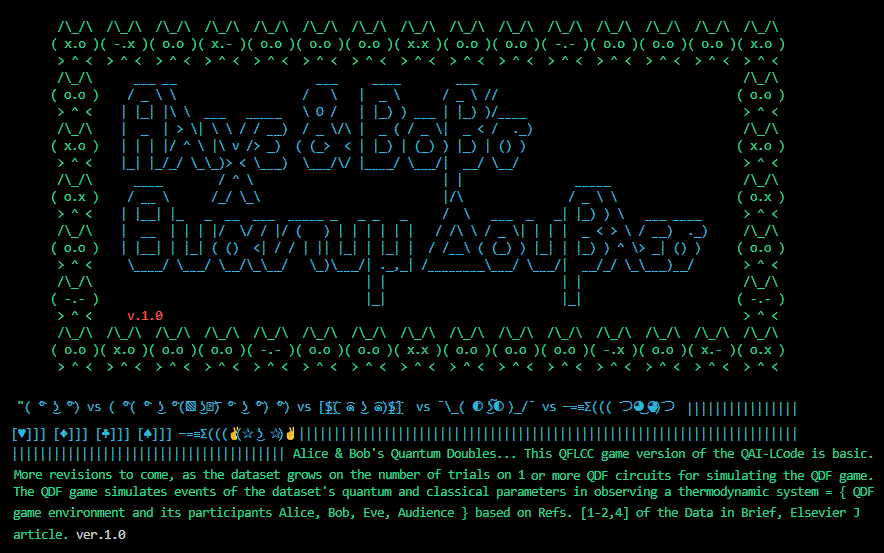 v.1.0
vs
vs
vs
vs
Alice & Bob's Quantum Doubles... This QFLCC game version of the QAI-LCode is basic.
More revisions to come, as the dataset grows on the number of trials on 1 or more QDF circuits for simulating the QDF game.
The QDF game simulates events of the dataset's quantum and classical parameters in observing a thermodynamic system = { QDF
game environment and its participants Alice, Bob, Eve, Audience } based on Refs. [1-2,4] of the Data in Brief, Elsevier J
article. ver.1.0